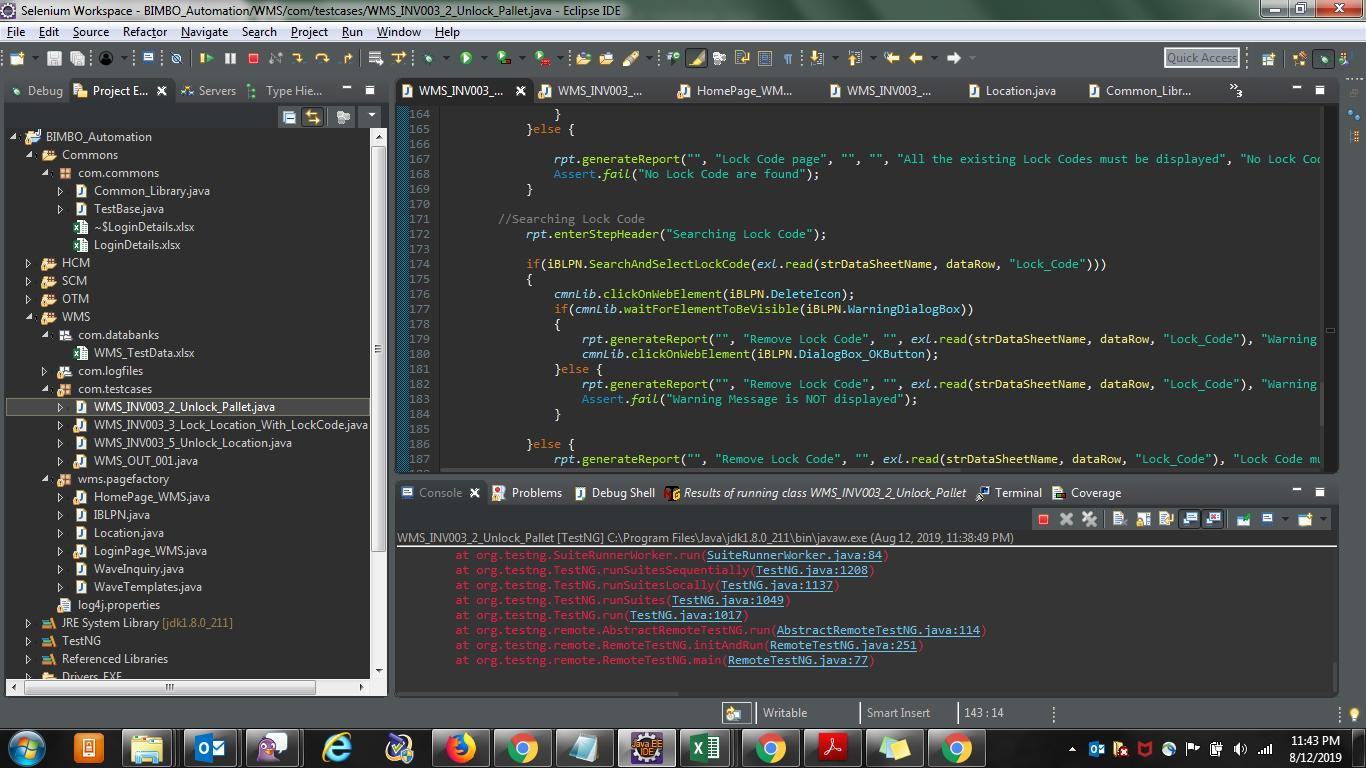 Selenium Workspace - BIMBO_Automation/WMS/com/testcases/WMS_INV003_2_Unlock_Pallet.java - Eclipse IDE
File Edit Source Refactor Navigate Search Project Run Window Help
Quick Access
Debug Project E... Servers Type Hie...
WMS_INV003_... WMS_INV003_... HomePage_WM... WMS_INV003_... Location.java Common_Libr... »3
BIMBO_Automation
Commons
com.commons
Common_Library.java
TestBase.java
~$LoginDetails.xlsx
LoginDetails.xlsx
HCM
SCM
OTM
WMS
com.databanks
WMS_TestData.xlsx
com.logfiles
com.testcases
WMS_INV003_2_Unlock_Pallet.java
WMS_INV003_3_Lock_Location_With_LockCode.java
WMS_INV003_5_Unlock_Location.java
WMS_OUT_001.java
wms.pagefactory
HomePage_WMS.java
IBLPN.java
Location.java
LoginPage_WMS.java
WaveInquiry.java
WaveTemplates.java
log4j.properties
JRE System Library [jdk1.8.0_211]
TestNG
Referenced Libraries
Drivers_EXE
164 }
165 }else {
166
167 rpt.generateReport("", "Lock Code page", "", "", "All the existing Lock Codes must be displayed", "No Lock Co
168 Assert.fail("No Lock Code are found");
169 }
170
171 //Searching Lock Code
172 rpt.enterStepHeader("Searching Lock Code");
173
174 if(iBLPN.SearchAndSelectLockCode(exl.read(strDataSheetName, dataRow, "Lock_Code")))
175 {
176 cmnLib.clickOnWebElement(iBLPN.DeleteIcon);
177 if(cmnLib.waitForElementToBeVisible(iBLPN.WarningDialogBox))
178 {
179 rpt.generateReport("", "Remove Lock Code", "", exl.read(strDataSheetName, dataRow, "Lock_Code"), "Warning
180 cmnLib.clickOnWebElement(iBLPN.DialogBox_OKButton);
181 }else {
182 rpt.generateReport("", "Remove Lock Code", "", exl.read(strDataSheetName, dataRow, "Lock_Code"), "Warning
183 Assert.fail("Warning Message is NOT displayed");
184 }
185
186 }else {
187 rpt.generateReport("", "Remove Lock Code", "", exl.read(strDataSheetName, dataRow, "Lock_Code"), "Lock Code mu
Console Problems Debug Shell Results of running class WMS_INV003_2_Unlock_Pallet Terminal Coverage
WMS_INV003_2_Unlock_Pallet [TestNG] C:\Program Files\Java\jdk1.8.0_211\bin\javaw.exe (Aug 12, 2019, 11:38:49 PM)
at org.testng.SuiteRunnerWorker.run(SuiteRunnerWorker.java:84)
at org.testng.TestNG.runSuitesSequentially(TestNG.java:1208)
at org.testng.TestNG.runSuitesLocally(TestNG.java:1137)
at org.testng.TestNG.runSuites(TestNG.java:1049)
at org.testng.TestNG.run(TestNG.java:1017)
at org.testng.remote.AbstractRemoteTestNG.run(AbstractRemoteTestNG.java:114)
at org.testng.remote.RemoteTestNG.initAndRun(RemoteTestNG.java:251)
at org.testng.remote.RemoteTestNG.main(RemoteTestNG.java:77)
Writable Smart Insert 143 : 14
Java EE
IDE
11:43 PM
8/12/2019